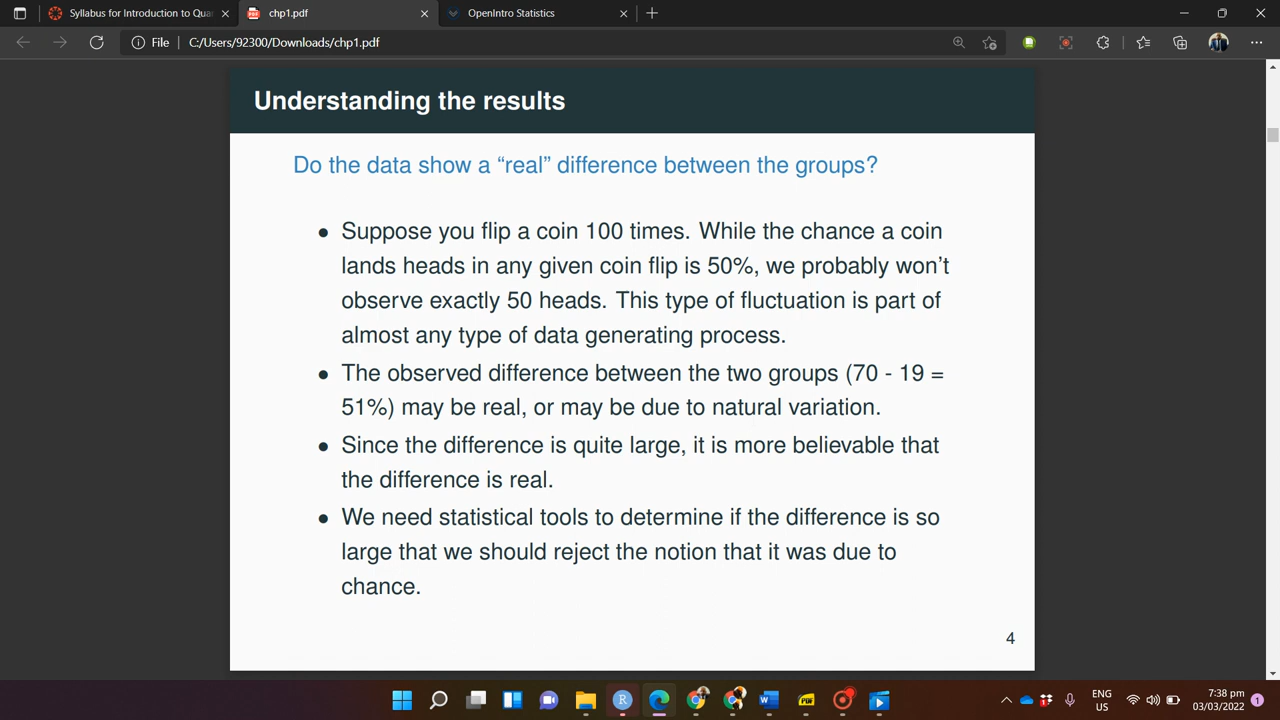 Syllabus for Introduction to Qua
chp1.pdf
OpenIntro Statistics
File
C:/Users/92300/Downloads/chp1.pdf
Understanding the results
Do the data show a “real” difference between the groups?
• Suppose you flip a coin 100 times. While the chance a coin
lands heads in any given coin flip is 50%, we probably won’t
observe exactly 50 heads. This type of fluctuation is part of
almost any type of data generating process.
• The observed difference between the two groups (70 - 19 =
51%) may be real, or may be due to natural variation.
• Since the difference is quite large, it is more believable that
the difference is real.
• We need statistical tools to determine if the difference is so
large that we should reject the notion that it was due to
chance.
4
ENG
US
7:38 pm
03/03/2022
1